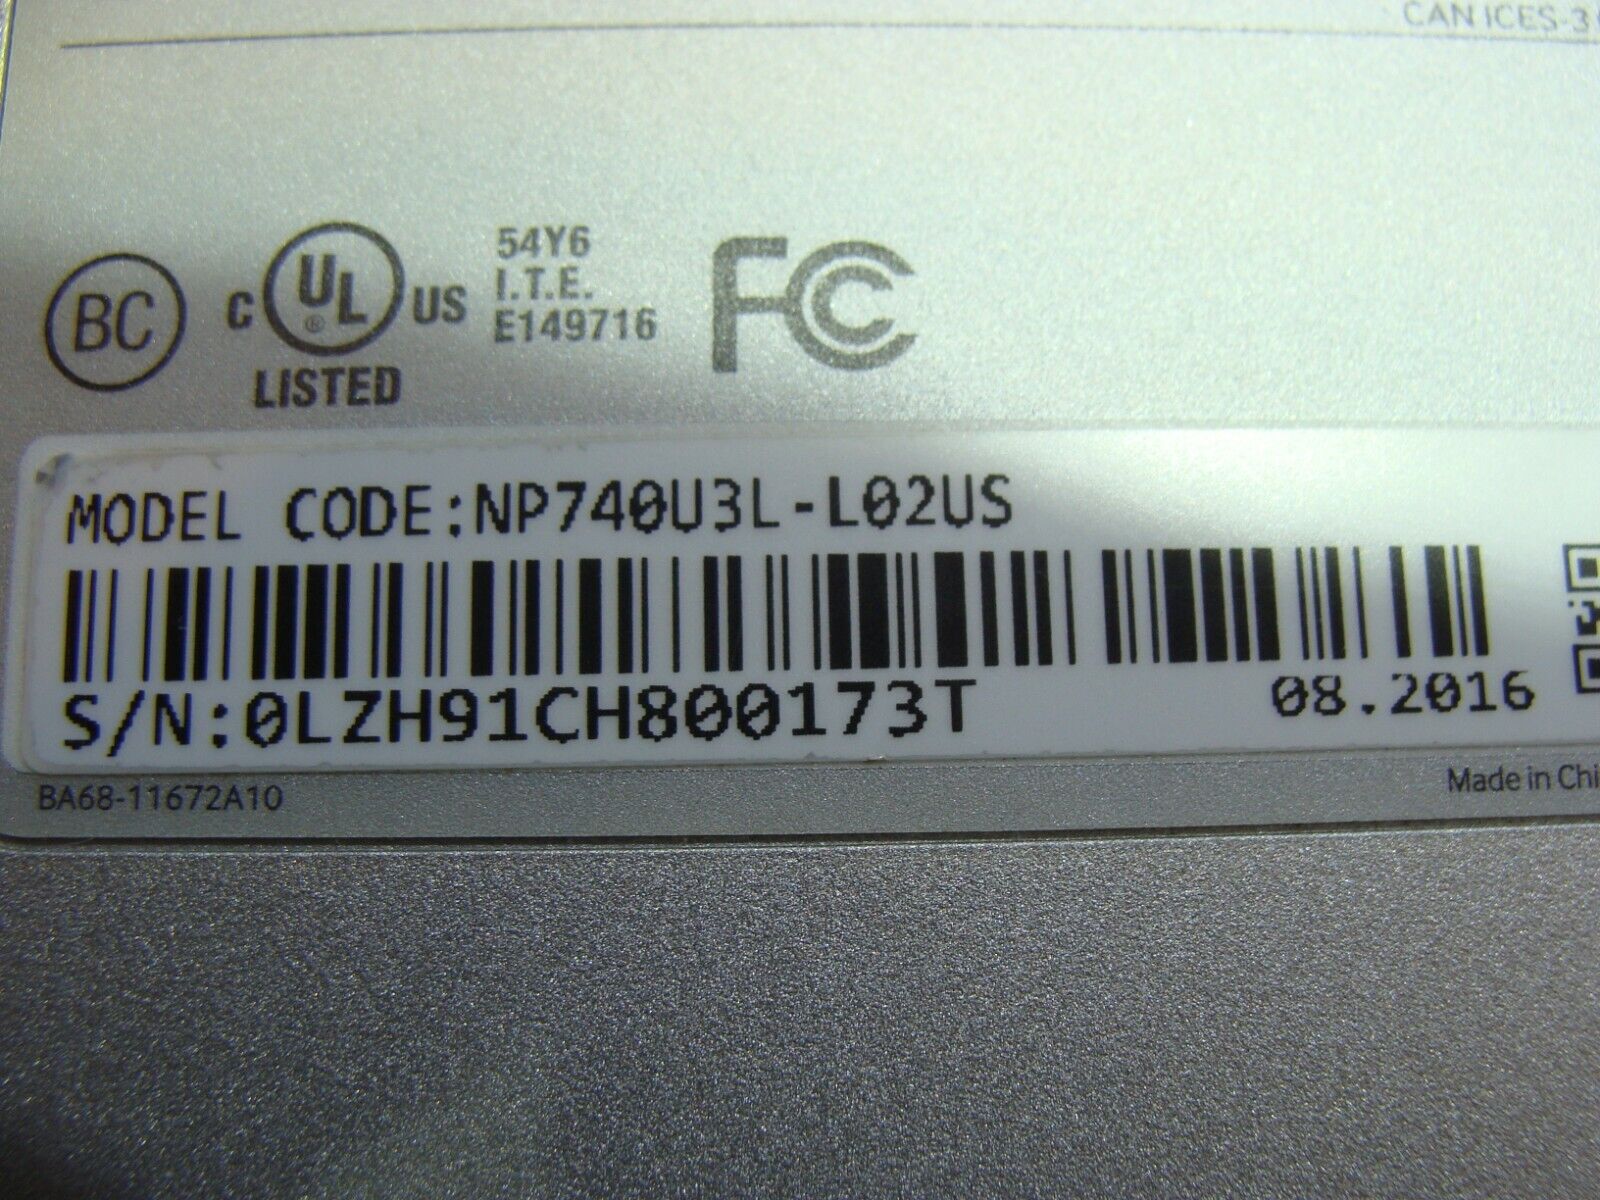 CAN ICES-3
BC
C UL ® US
LISTED
54Y6
I.T.E.
E149716
FC
MODEL CODE:NP740U3L-L02US
S/N:0LZH91CH800173T
08.2016
BA68-11672A10
Made in Chi